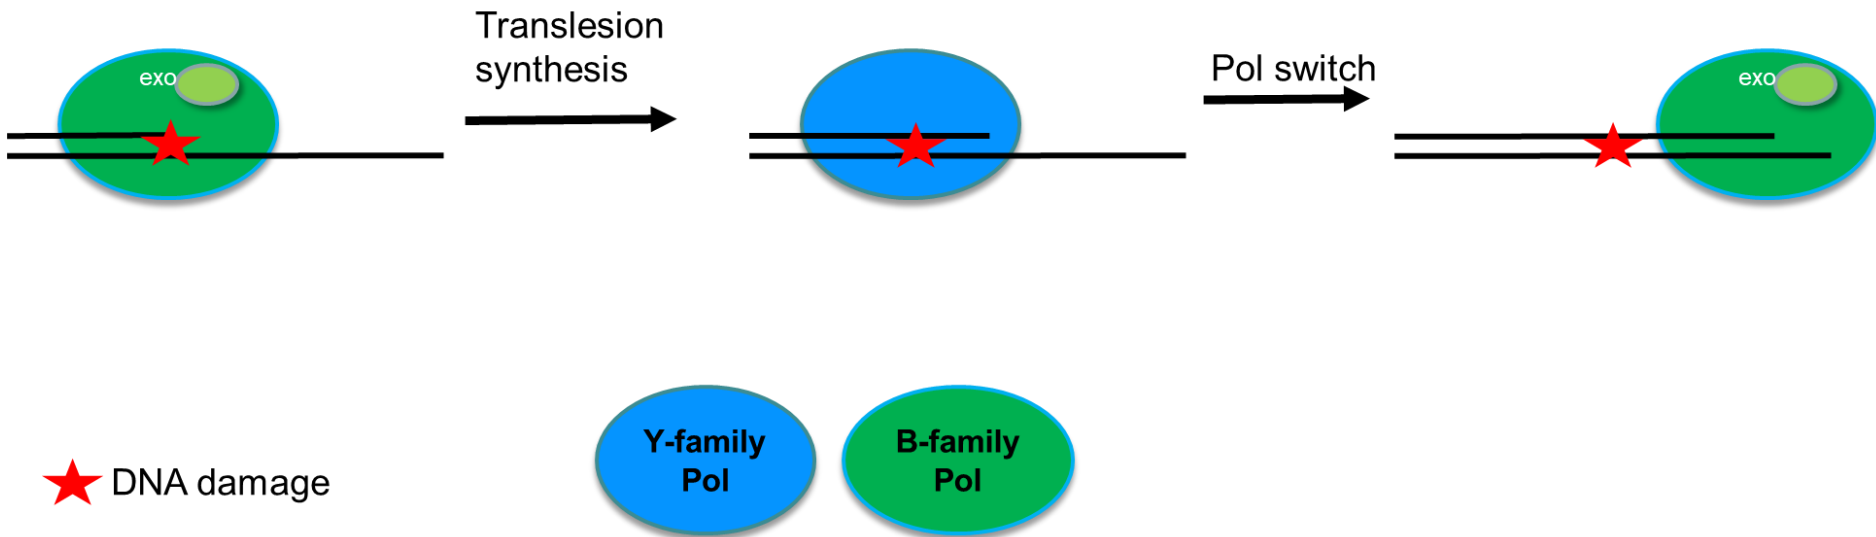 Translesion
synthesis
Pol switch
exo
exo
Y-family
Pol
B-family
Pol
DNA damage